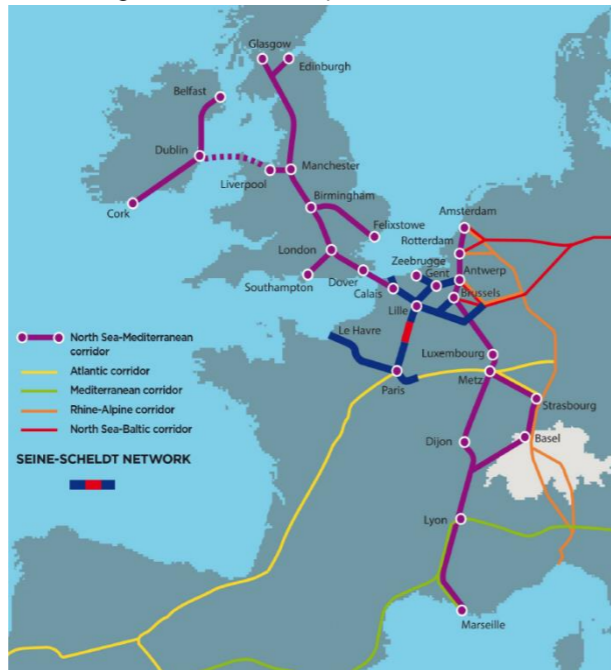 Glasgow
Edinburgh
Belfast
Dublin
Manchester
Liverpool
Birmingham
Cork
Felixstowe
Amsterdam
Rotterdam
London
Zeebrugge
Gent
Antwerp
Southampton
Dover
Calais
Brussels
Lille
Le Havre
Luxembourg
Paris
Metz
Strasbourg
Dijon
Basel
Lyon
Marseille
North Sea-Mediterranean
corridor
Atlantic corridor
Mediterranean corridor
Rhine-Alpine corridor
North Sea-Baltic corridor
SEINE-SCHELDT NETWORK